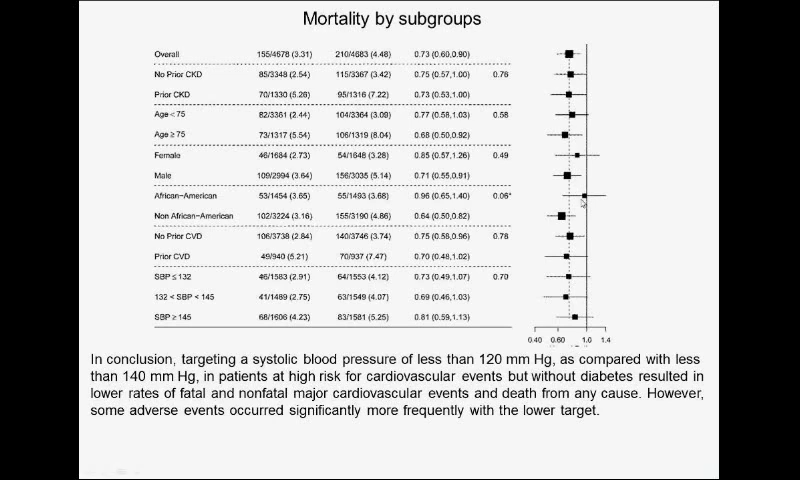 Mortality by subgroups
Overall 155/4678 (3.31) 210/4683 (4.48) 0.73 (0.60,0.90)
No Prior CKD 85/3348 (2.54) 115/3367 (3.42) 0.75 (0.57,1.00) 0.76
Prior CKD 70/1330 (5.26) 95/1316 (7.22) 0.73 (0.53,1.00)
Age < 75 82/3361 (2.44) 104/3364 (3.09) 0.77 (0.58,1.03) 0.58
Age ≥ 75 73/1317 (5.54) 106/1319 (8.04) 0.68 (0.50,0.92)
Female 46/1684 (2.73) 54/1648 (3.28) 0.85 (0.57,1.26) 0.49
Male 109/2994 (3.64) 156/3035 (5.14) 0.71 (0.55,0.91)
African−American 53/1454 (3.65) 55/1493 (3.68) 0.96 (0.65,1.40) 0.06*
Non African−American 102/3224 (3.16) 155/3190 (4.86) 0.64 (0.50,0.82)
No Prior CVD 106/3738 (2.84) 140/3746 (3.74) 0.75 (0.58,0.96) 0.78
Prior CVD 49/940 (5.21) 70/937 (7.47) 0.70 (0.48,1.02)
SBP ≤ 132 46/1583 (2.91) 64/1553 (4.12) 0.73 (0.49,1.07) 0.70
132 < SBP < 145 41/1489 (2.75) 63/1549 (4.07) 0.69 (0.46,1.03)
SBP ≥ 145 68/1606 (4.23) 83/1581 (5.25) 0.81 (0.59,1.13)
0.40 0.60 1.0 1.4
In conclusion, targeting a systolic blood pressure of less than 120 mm Hg, as compared with less
than 140 mm Hg, in patients at high risk for cardiovascular events but without diabetes resulted in
lower rates of fatal and nonfatal major cardiovascular events and death from any cause. However,
some adverse events occurred significantly more frequently with the lower target.